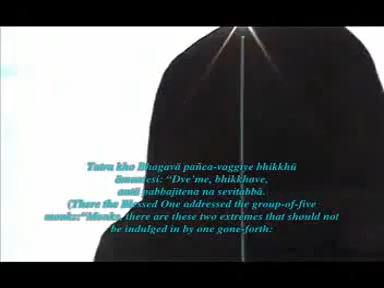 Tatra kho Bhagavā pañca-vaggiye bhikkhū
āmantesi: “Dve’me, bhikkhave,
antā pabbajitena na sevitabbā.
(There the Blessed One addressed the group-of-five
monks:“Monks, there are these two extremes that should not
be indulged in by one gone-forth: